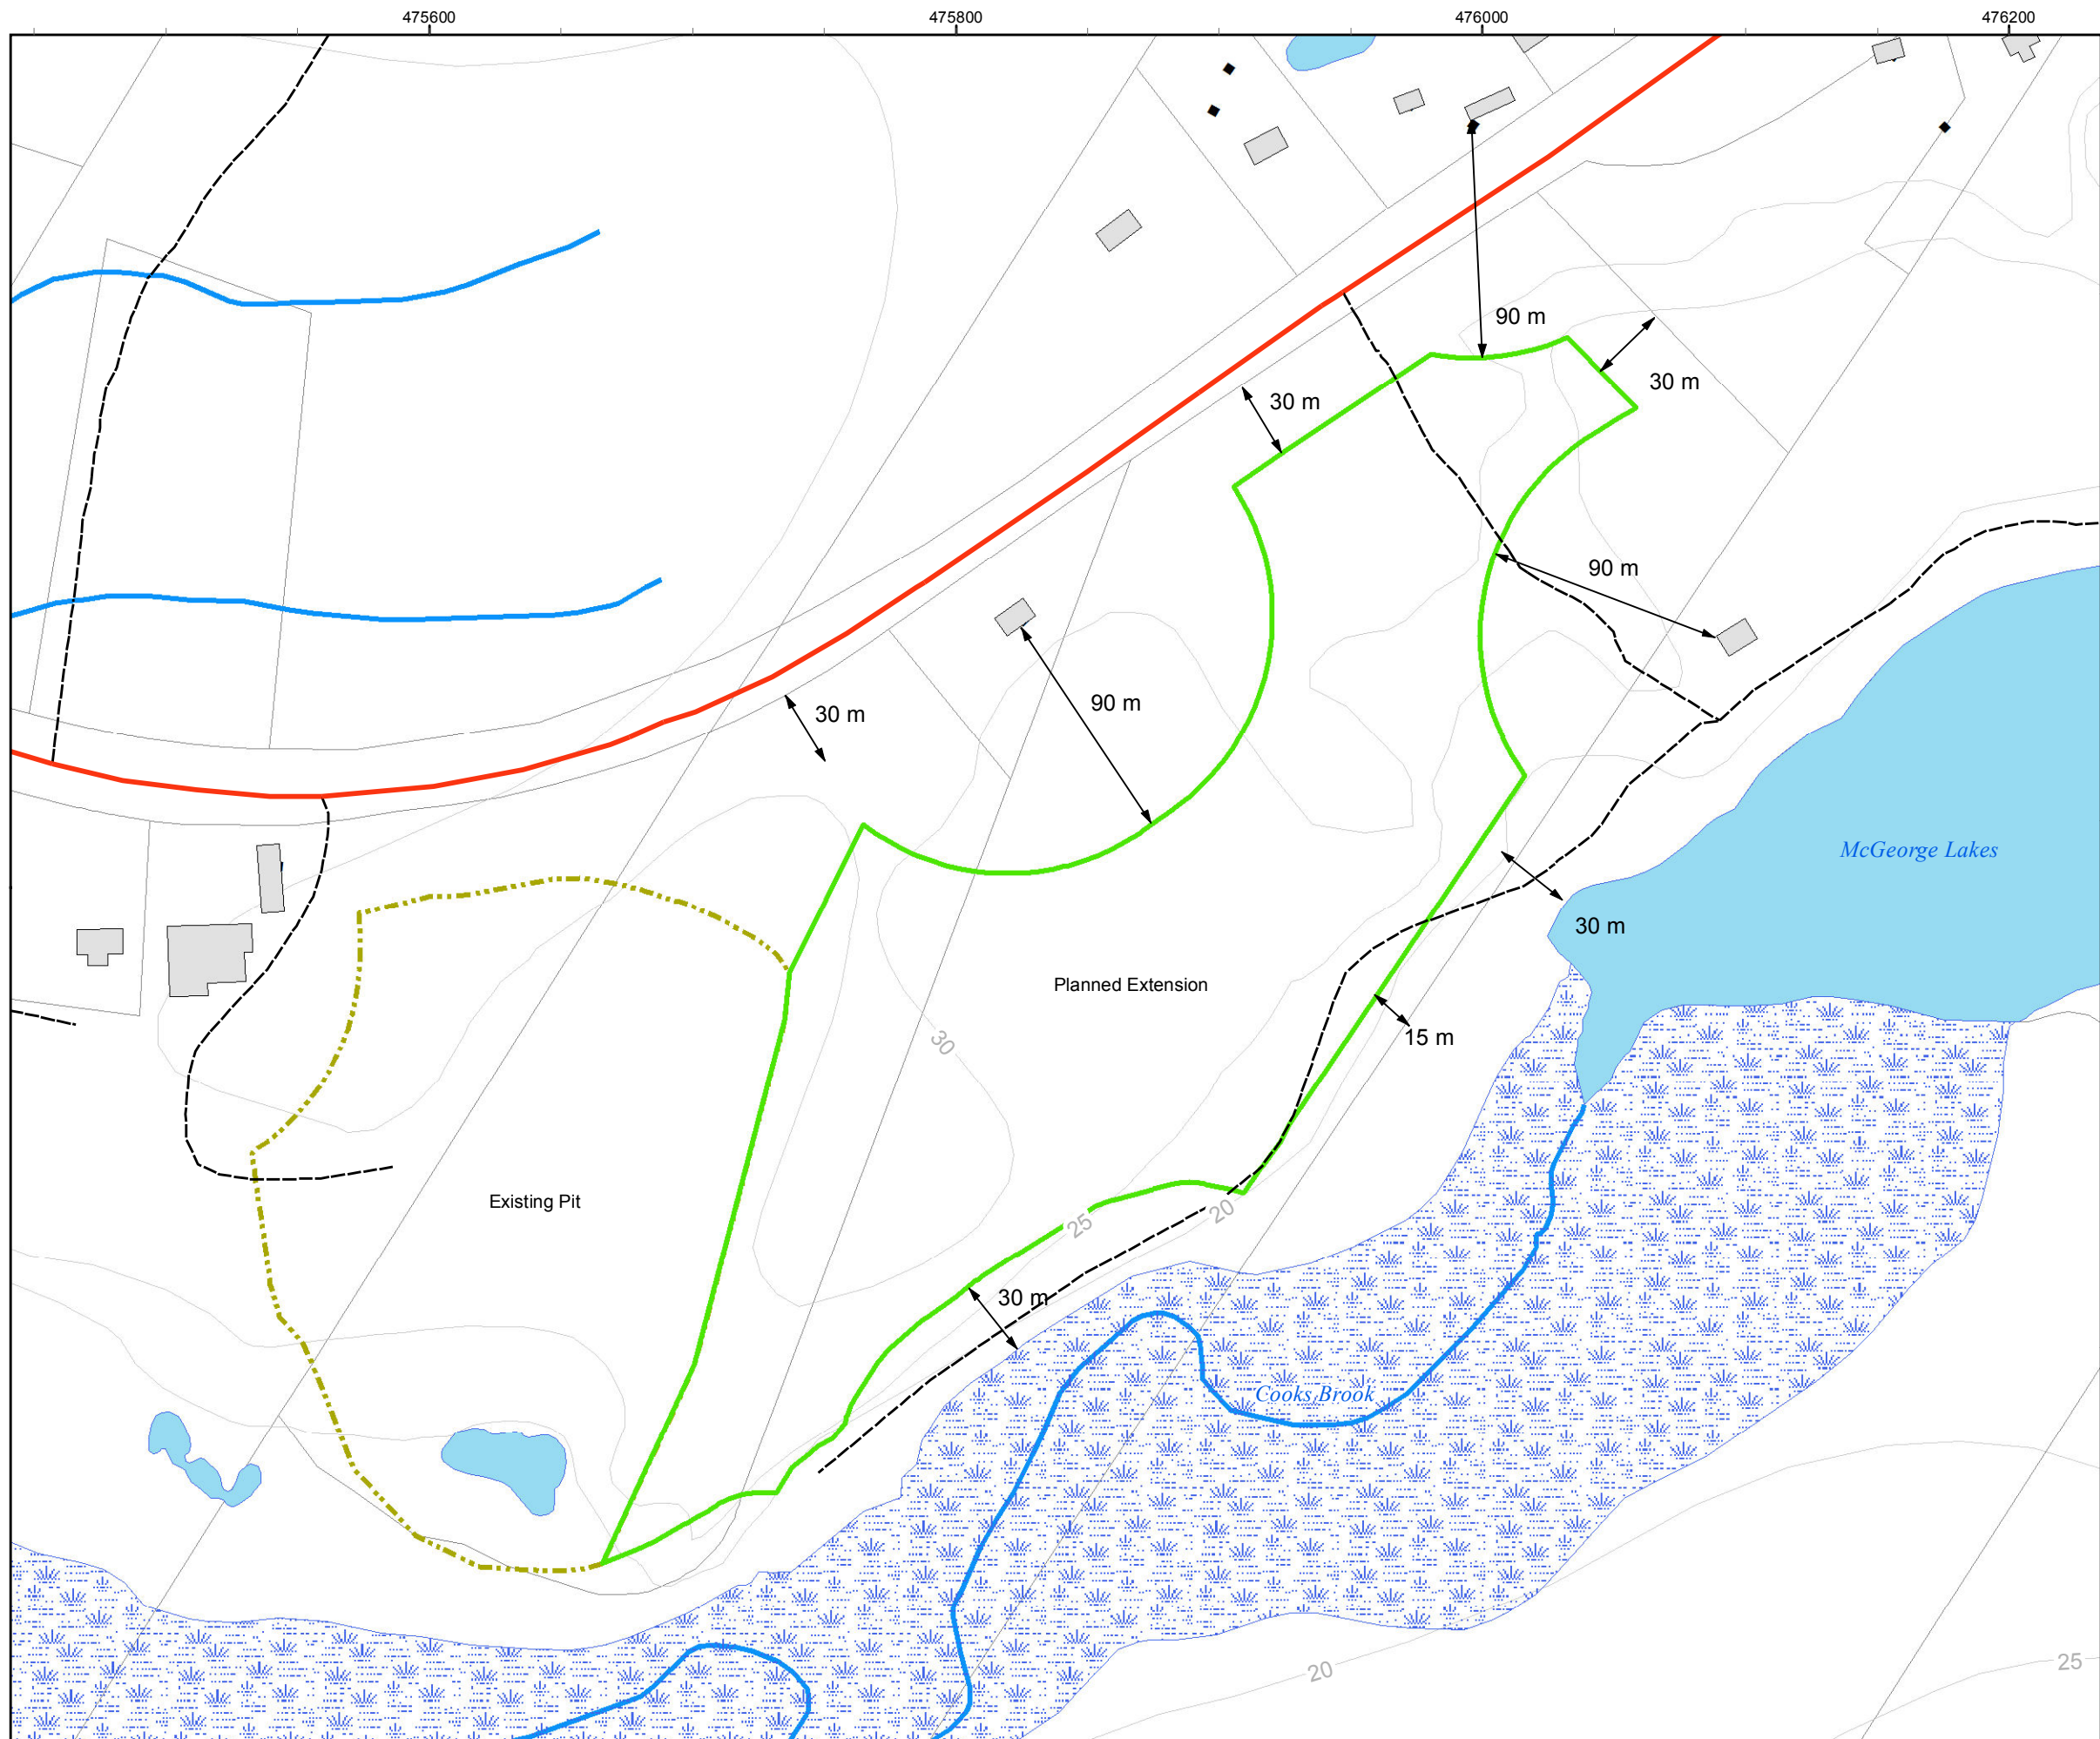 475600
475800
476000
476200
90 m
30 m
30 m
90 m
90 m
30 m
McGeorge Lakes
30 m
Planned Extension
30
15 m
Existing Pit
20
25
30 m
Cooks Brook
20
25